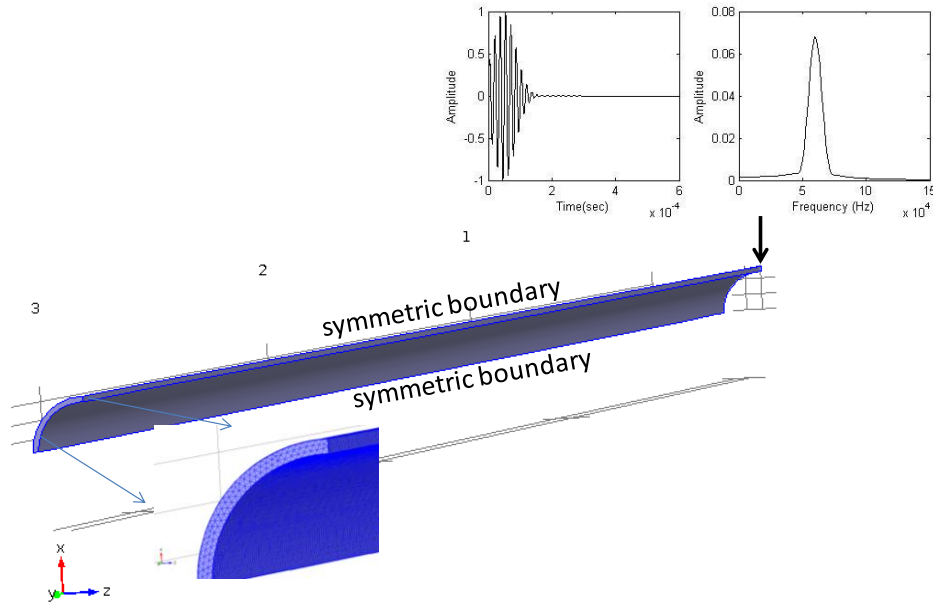 1
0.5
0
-0.5
-1
Amplitude
0 2 4 6
Time(sec)
x 10^-4
0.08
0.06
0.04
0.02
0
Amplitude
0 5 10 15
Frequency (Hz)
x 10^4
1
2
3
symmetric boundary
symmetric boundary
x
y z